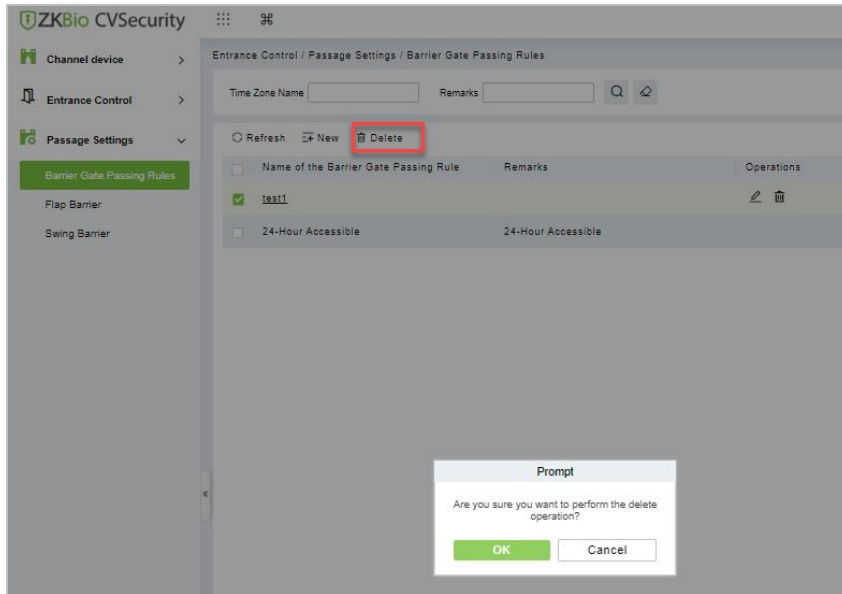 ZKBio CVSecurity
Channel device
Entrance Control
Passage Settings
Barrier Gate Passing Rules
Flap Barrier
Swing Barrier
Entrance Control / Passage Settings / Barrier Gate Passing Rules
Time Zone Name Remarks
Refresh New Delete
Name of the Barrier Gate Passing Rule Remarks Operations
test1
24-Hour Accessible 24-Hour Accessible
Prompt
Are you sure you want to perform the delete
operation?
OK Cancel